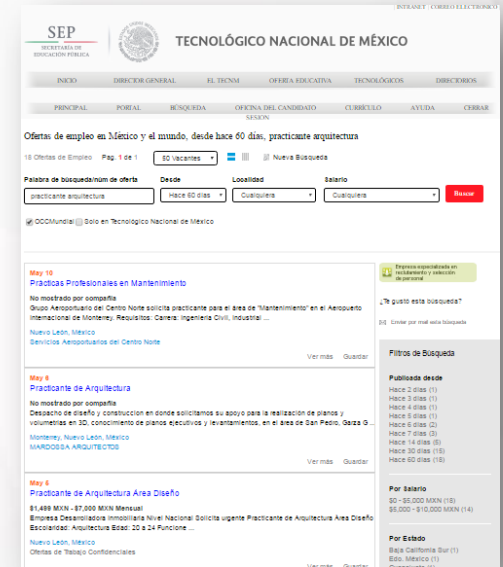 INTRANET | CORREO ELECTRÓNICO
SEP
SECRETARÍA DE
EDUCACIÓN PÚBLICA
TECNOLÓGICO NACIONAL DE MÉXICO
INICIO DIRECTOR GENERAL EL TECNM OFERTA EDUCATIVA TECNOLÓGICOS DIRECTORIOS
PRINCIPAL PORTAL BÚSQUEDA OFICINA DEL CANDIDATO CURRÍCULO AYUDA CERRAR
SESION
Ofertas de empleo en México y el mundo, desde hace 60 días, practicante arquitectura
18 Ofertas de Empleo Pag. 1 de 1 50 Vacantes Nueva Búsqueda
Palabra de búsqueda/núm de oferta Desde Localidad Salario
practicante arquitectura Hace 60 días Cualquiera Cualquiera Buscar
OCCMundial Solo en Tecnológico Nacional de México
Empresa especializada en
reclutamiento y selección
de personal
May 10
Prácticas Profesionales en Mantenimiento
No mostrado por compañía
Grupo Aeroportuario del Centro Norte solicita practicante para el área de "Mantenimiento" en el Aeropuerto
Internacional de Monterrey. Requisitos: Carrera: Ingeniería Civil, Industrial ...
Nuevo León, México
Servicios Aeroportuarios del Centro Norte
Ver más Guardar
¿Te gustó esta búsqueda?
Enviar por mail esta búsqueda
May 8
Practicante de Arquitectura
No mostrado por compañía
Despacho de diseño y construccion en donde solicitamos su apoyo para la realización de planos y
volumetrías en 3D, conocimiento de planos ejecutivos y levantamientos, en el área de San Pedro, Garza G...
Monterrey, Nuevo León, México
MARDOSSA ARQUITECTOS
Ver más Guardar
May 5
Practicante de Arquitectura Area Diseño
$1,499 MXN - $7,000 MXN Mensual
Empresa Desarrolladora Inmobiliaria Nivel Nacional Solicita urgente Practicante de Arquitectura Area Diseño
Escolaridad: Arquitectura Edad: 20 a 24 Funcione ...
Nuevo León, México
Ofertas de Trabajo Confidenciales
Ver más Guardar
Filtros de Búsqueda
Publicada desde
Hace 2 días (1)
Hace 3 días (1)
Hace 4 días (1)
Hace 5 días (1)
Hace 6 días (2)
Hace 7 días (3)
Hace 14 días (8)
Hace 30 días (18)
Hace 60 días (18)
Por Salario
$0 - $5,000 MXN (18)
$5,000 - $10,000 MXN (14)
Por Estado
Baja California Sur (1)
Edo. México (1)